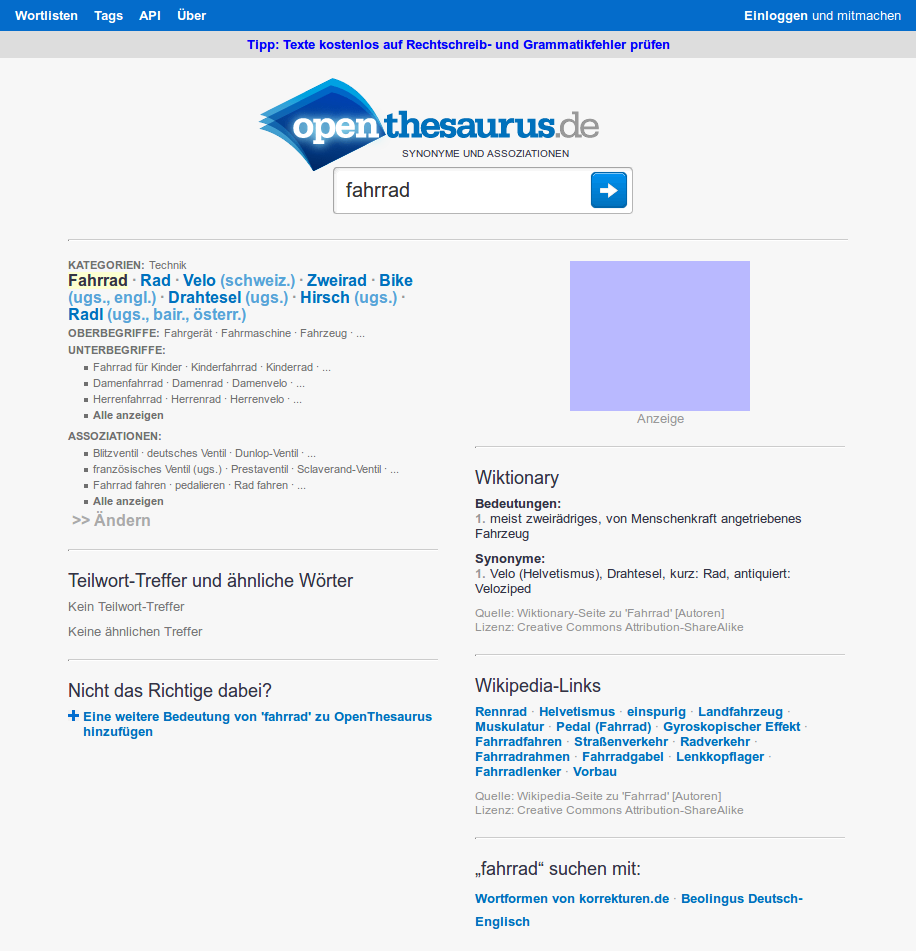 Wortlisten Tags API Über Einloggen und mitmachen
Tipp: Texte kostenlos auf Rechtschreib- und Grammatikfehler prüfen
openthesaurus.de
SYNONYME UND ASSOZIATIONEN
fahrrad
KATEGORIEN: Technik
Fahrrad · Rad · Velo (schweiz.) · Zweirad · Bike
(ugs., engl.) · Drahtesel (ugs.) · Hirsch (ugs.) ·
Radl (ugs., bair., österr.)
OBERBEGRIFFE: Fahrgerät · Fahrmaschine · Fahrzeug · ...
UNTERBEGRIFFE:
Fahrrad für Kinder · Kinderfahrrad · Kinderrad · ...
Damenfahrrad · Damenrad · Damenvelo · ...
Herrenfahrrad · Herrenrad · Herrenvelo · ...
Alle anzeigen
ASSOZIATIONEN:
Blitzventil · deutsches Ventil · Dunlop-Ventil · ...
französisches Ventil (ugs.) · Prestaventil · Sclaverand-Ventil · ...
Fahrrad fahren · pedalieren · Rad fahren · ...
Alle anzeigen
>> Ändern
Teilwort-Treffer und ähnliche Wörter
Kein Teilwort-Treffer
Keine ähnlichen Treffer
Nicht das Richtige dabei?
Eine weitere Bedeutung von 'fahrrad' zu OpenThesaurus
hinzufügen
Anzeige
Wiktionary
Bedeutungen:
1. meist zweirädriges, von Menschenkraft angetriebenes
Fahrzeug
Synonyme:
1. Velo (Helvetismus), Drahtesel, kurz: Rad, antiquiert:
Veloziped
Quelle: Wiktionary-Seite zu 'Fahrrad' [Autoren]
Lizenz: Creative Commons Attribution-ShareAlike
Wikipedia-Links
Rennrad · Helvetismus · einspurig · Landfahrzeug ·
Muskulatur · Pedal (Fahrrad) · Gyroskopischer Effekt ·
Fahrradfahren · Straßenverkehr · Radverkehr ·
Fahrradrahmen · Fahrradgabel · Lenkkopflager ·
Fahrradlenker · Vorbau
Quelle: Wikipedia-Seite zu 'Fahrrad' [Autoren]
Lizenz: Creative Commons Attribution-ShareAlike
„fahrrad“ suchen mit:
Wortformen von korrekturen.de · Beolingus Deutsch-
Englisch